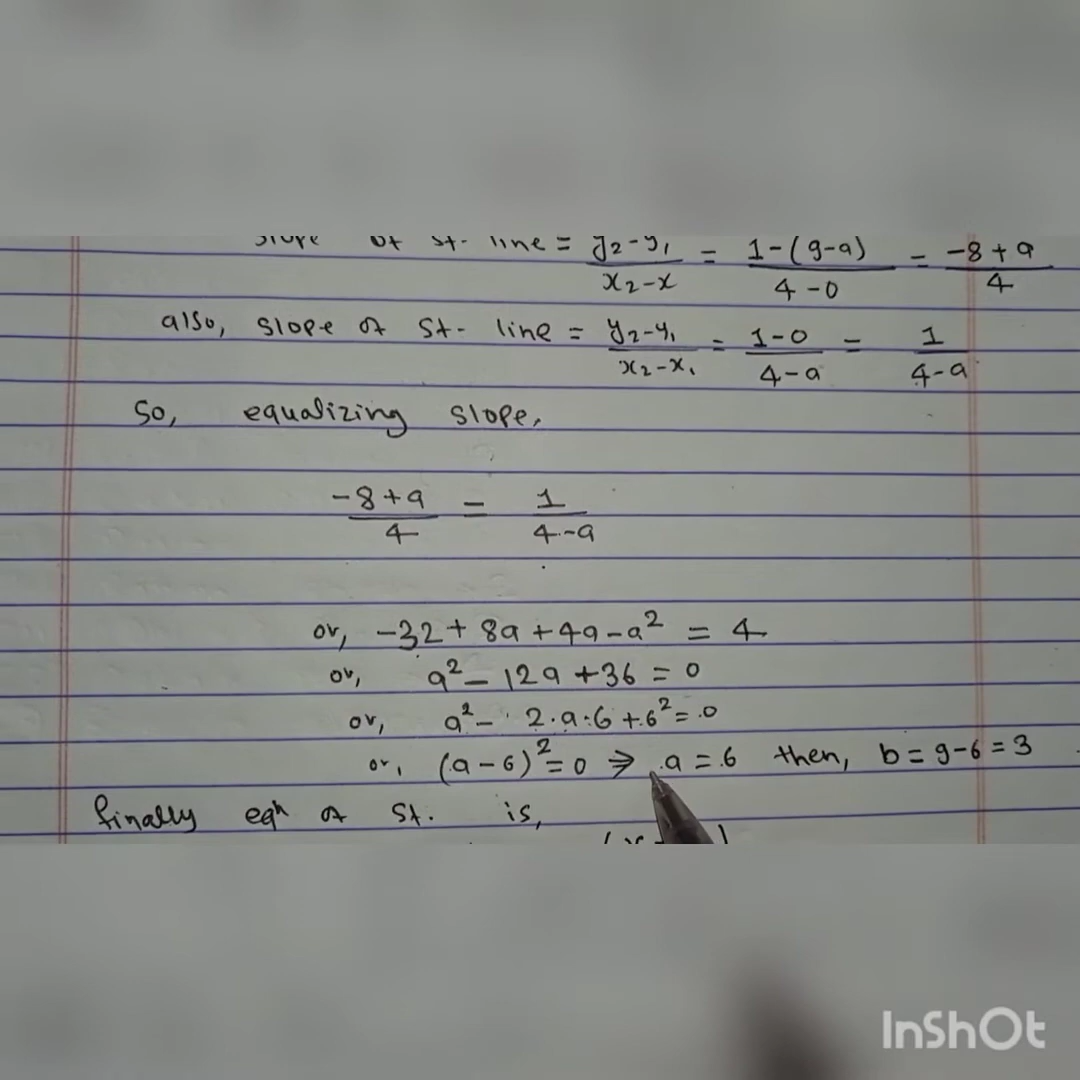 slope of st- line = y₂-y₁/x₂-x = 1-(9-a)/4-0 = -8+a/4
also, slope of st- line = y₂-y₁/x₂-x₁ = 1-0/4-a = 1/4-a
So, equalizing slope,
-8+a/4 = 1/4-a
or, -32+8a+4a-a² = 4
or, a²-12a+36 = 0
or, a²-2·a·6+6² = 0
or, (a-6)² = 0 ⇒ a = 6 then, b = 9-6 = 3
finally eqⁿ of st. is,
InShOt